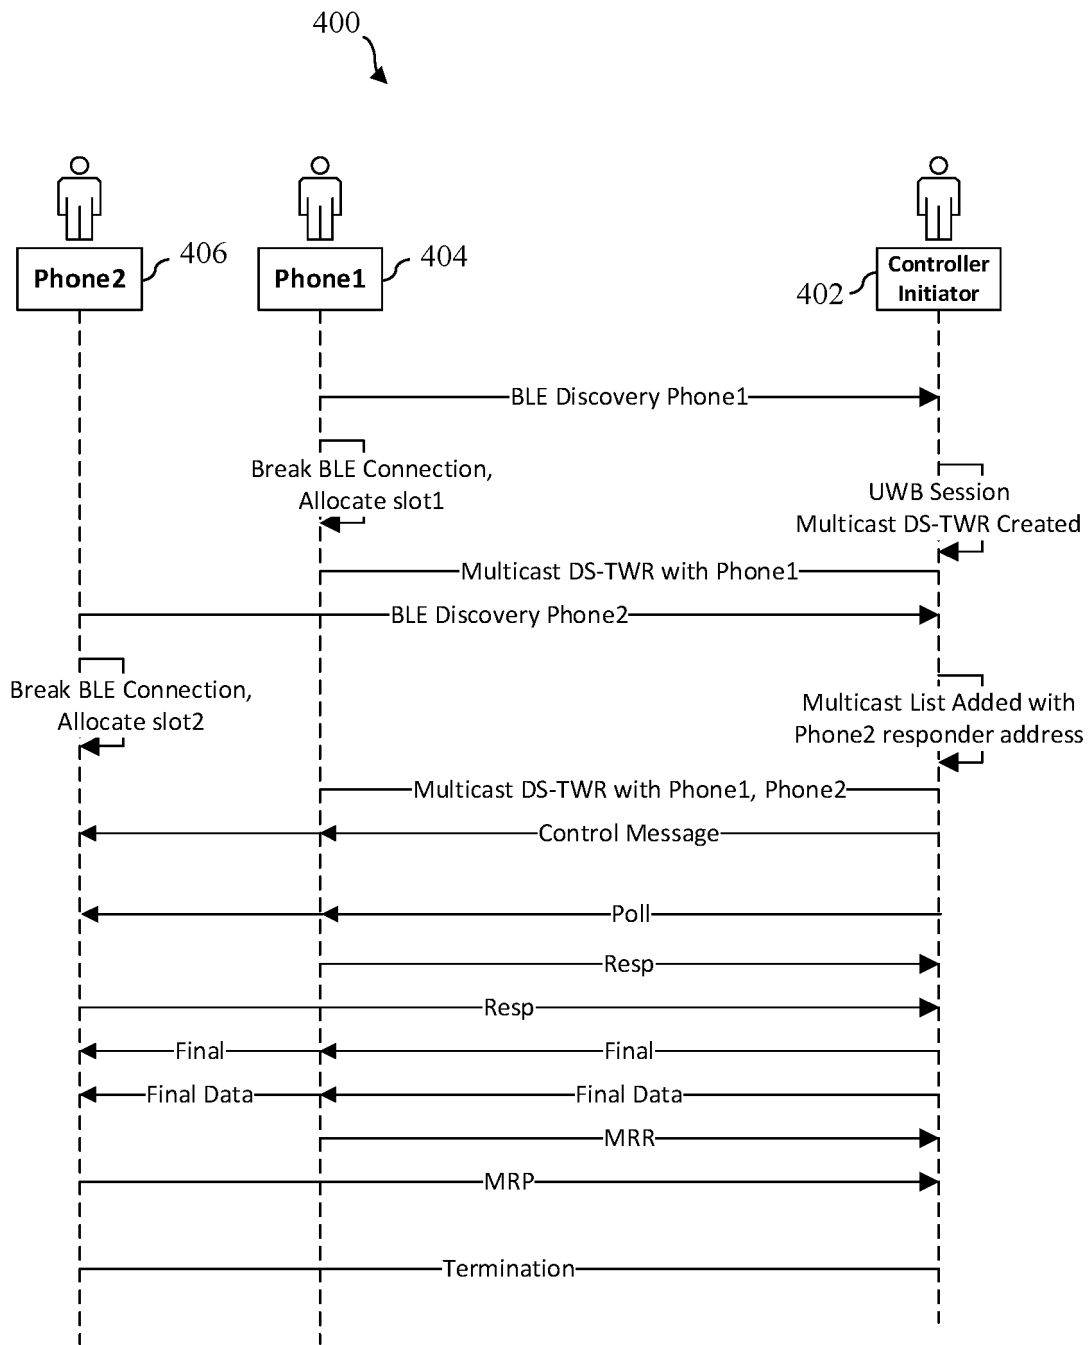 400
406
404
402
Phone2
Phone1
Controller
Initiator
BLE Discovery Phone1
Break BLE Connection,
Allocate slot1
UWB Session
Multicast DS-TWR Created
Multicast DS-TWR with Phone1
BLE Discovery Phone2
Break BLE Connection,
Allocate slot2
Multicast List Added with
Phone2 responder address
Multicast DS-TWR with Phone1, Phone2
Control Message
Poll
Resp
Resp
Final
Final
Final Data
Final Data
MRR
MRP
Termination